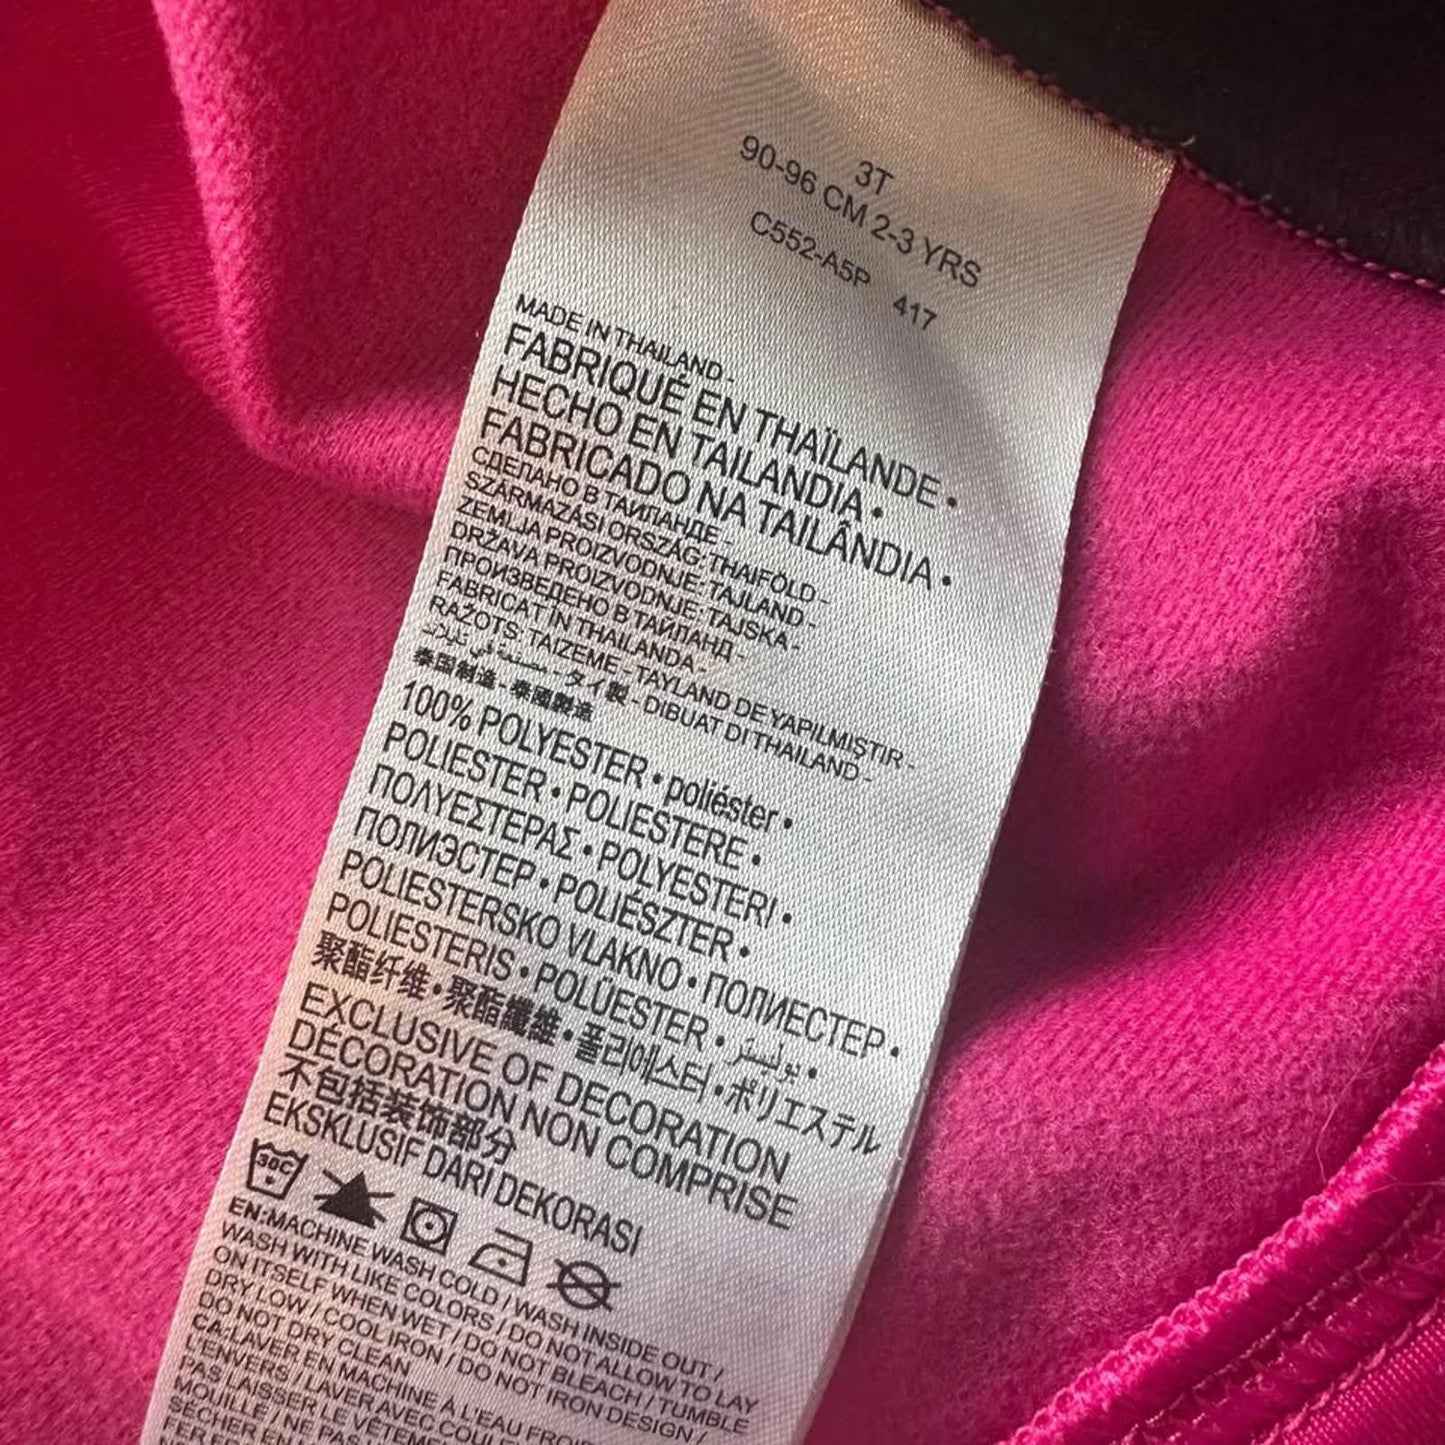 3T
90-96 CM 2-3 YRS
C552-A5P 417
MADE IN THAILAND -
FABRIQUÉ EN THAÏLANDE •
HECHO EN TAILANDIA •
FABRICADO NA TAILÂNDIA •
СДЕЛАНО В ТАИЛАНДЕ -
SZÁRMAZÁSI ORSZÁG: THAIFÖLD -
ZEMLJA PROIZVODNJE: TAJLAND -
DRŽAVA PROIZVODNJE: TAJSKA -
ПРОИЗВЕДЕНО В ТАЙЛАНД -
FABRICAT ÎN THAILANDA -
RAŽOTS: TAIZEME - TAYLAND DE YAPILMIŞTIR -
タイ製 - DIBUAT DI THAILAND -
泰国制造 - 泰國製造
100% POLYESTER • poliéster •
POLIESTER • POLIESTERE •
ΠΟΛΥΕΣΤΕΡΑΣ • POLYESTERI •
ПОЛИЭСТЕР • POLIÉSZTER •
POLIESTERSKO VLAKNO • ПОЛИЕСТЕР •
POLIESTERIS • POLÜESTER • بوليستر •
聚酯纤维 • 聚酯纖維 • 폴리에스터 • ポリエステル
EXCLUSIVE OF DECORATION
DÉCORATION NON COMPRISE
不包括装饰部分
EKSKLUSIF DARI DEKORASI
30C
EN:MACHINE WASH COLD / WASH INSIDE OUT /
WASH WITH LIKE COLORS / DO NOT ALLOW TO LAY
ON ITSELF WHEN WET / DO NOT BLEACH / TUMBLE
DRY LOW / COOL IRON / DO NOT IRON DESIGN /
DO NOT DRY CLEAN
CA:LAVER EN MACHINE À L'EAU FROIDE
L'ENVERS / LAVER AVEC COULEURS
PAS LAISSER LE VÊTEMENT
MOUILLÉ / NE PAS
SÉCHER EN